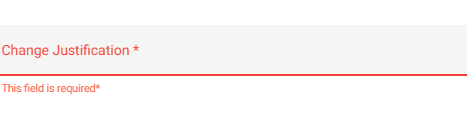 Change Justification *
This field is required*